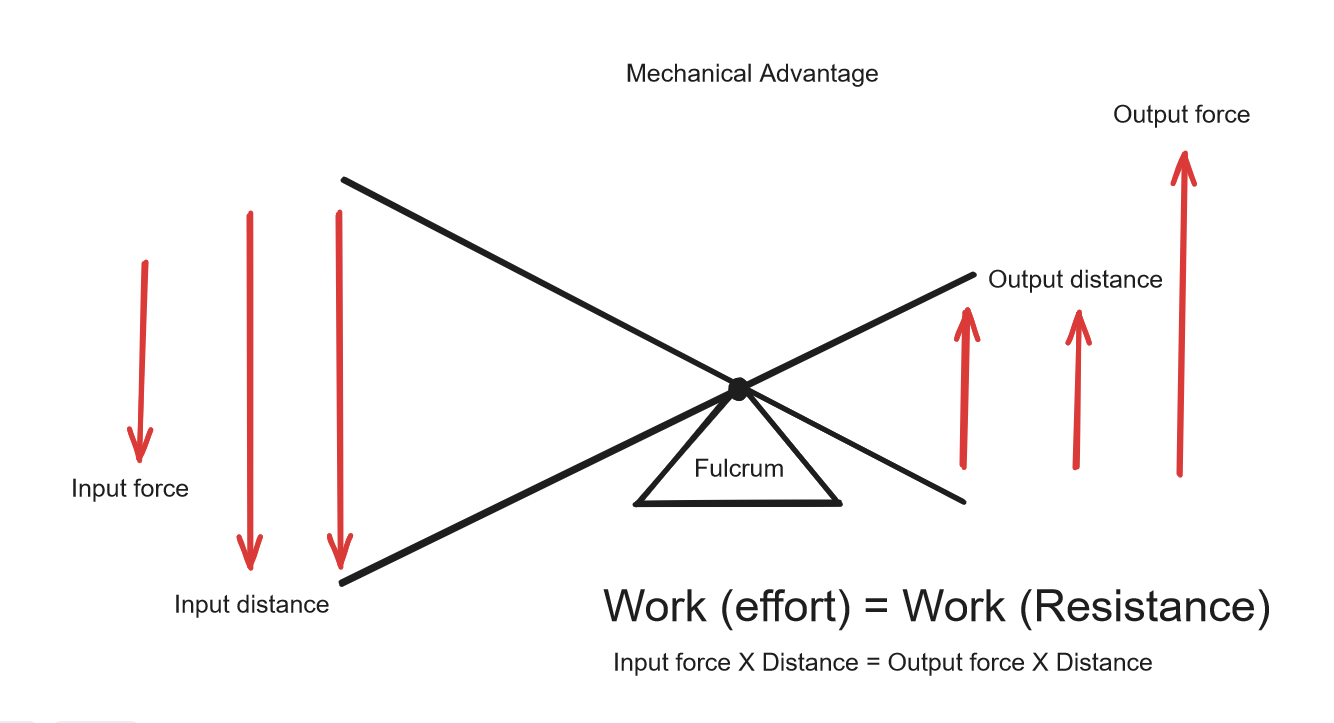 Mechanical Advantage
Output force
Output distance
Fulcrum
Input force
Input distance
Work (effort) = Work (Resistance)
Input force X Distance = Output force X Distance